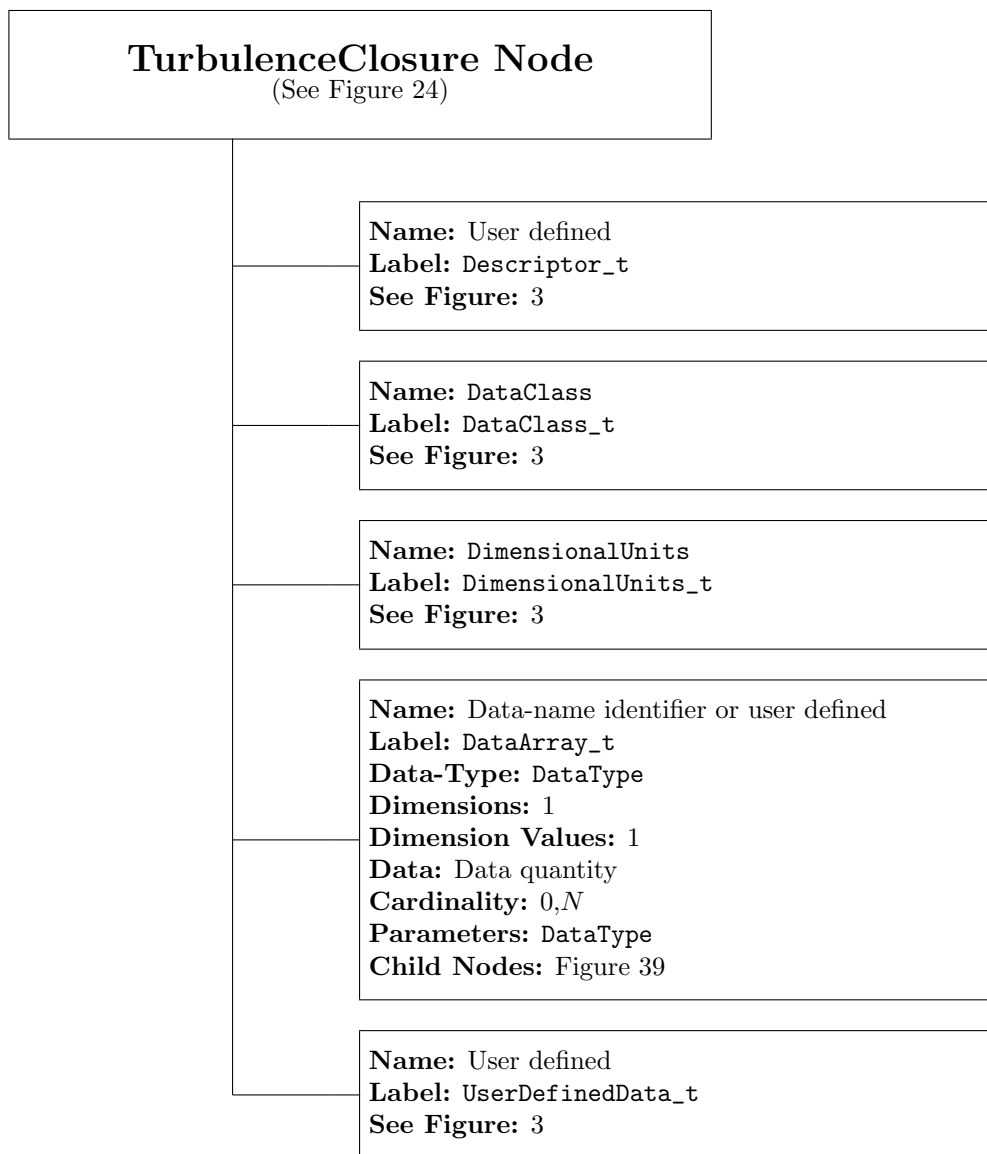 TurbulenceClosure Node
(See Figure 24)
Name: User defined
Label: Descriptor_t
See Figure: 3
Name: DataClass
Label: DataClass_t
See Figure: 3
Name: DimensionalUnits
Label: DimensionalUnits_t
See Figure: 3
Name: Data-name identifier or user defined
Label: DataArray_t
Data-Type: DataType
Dimensions: 1
Dimension Values: 1
Data: Data quantity
Cardinality: 0,N
Parameters: DataType
Child Nodes: Figure 39
Name: User defined
Label: UserDefinedData_t
See Figure: 3